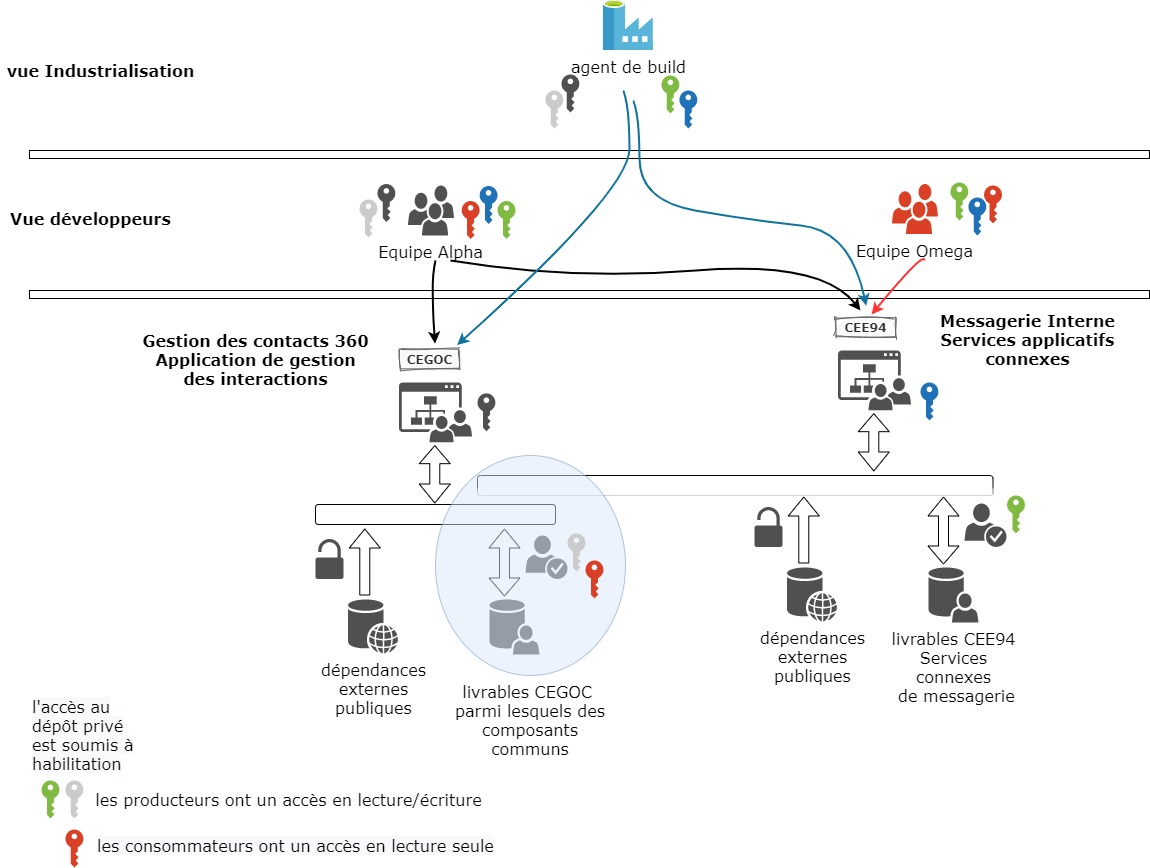 agent de build
vue Industrialisation
Vue développeurs
Equipe Alpha
Equipe Omega
Gestion des contacts 360
Application de gestion
des interactions
CEGOC
CEE94
Messagerie Interne
Services applicatifs
connexes
dépendances
externes
publiques
livrables CEGOC
parmi lesquels des
composants
communs
dépendances
externes
publiques
livrables CEE94
Services
connexes
de messagerie
l'accès au
dépôt privé
est soumis à
habilitation
les producteurs ont un accès en lecture/écriture
les consommateurs ont un accès en lecture seule